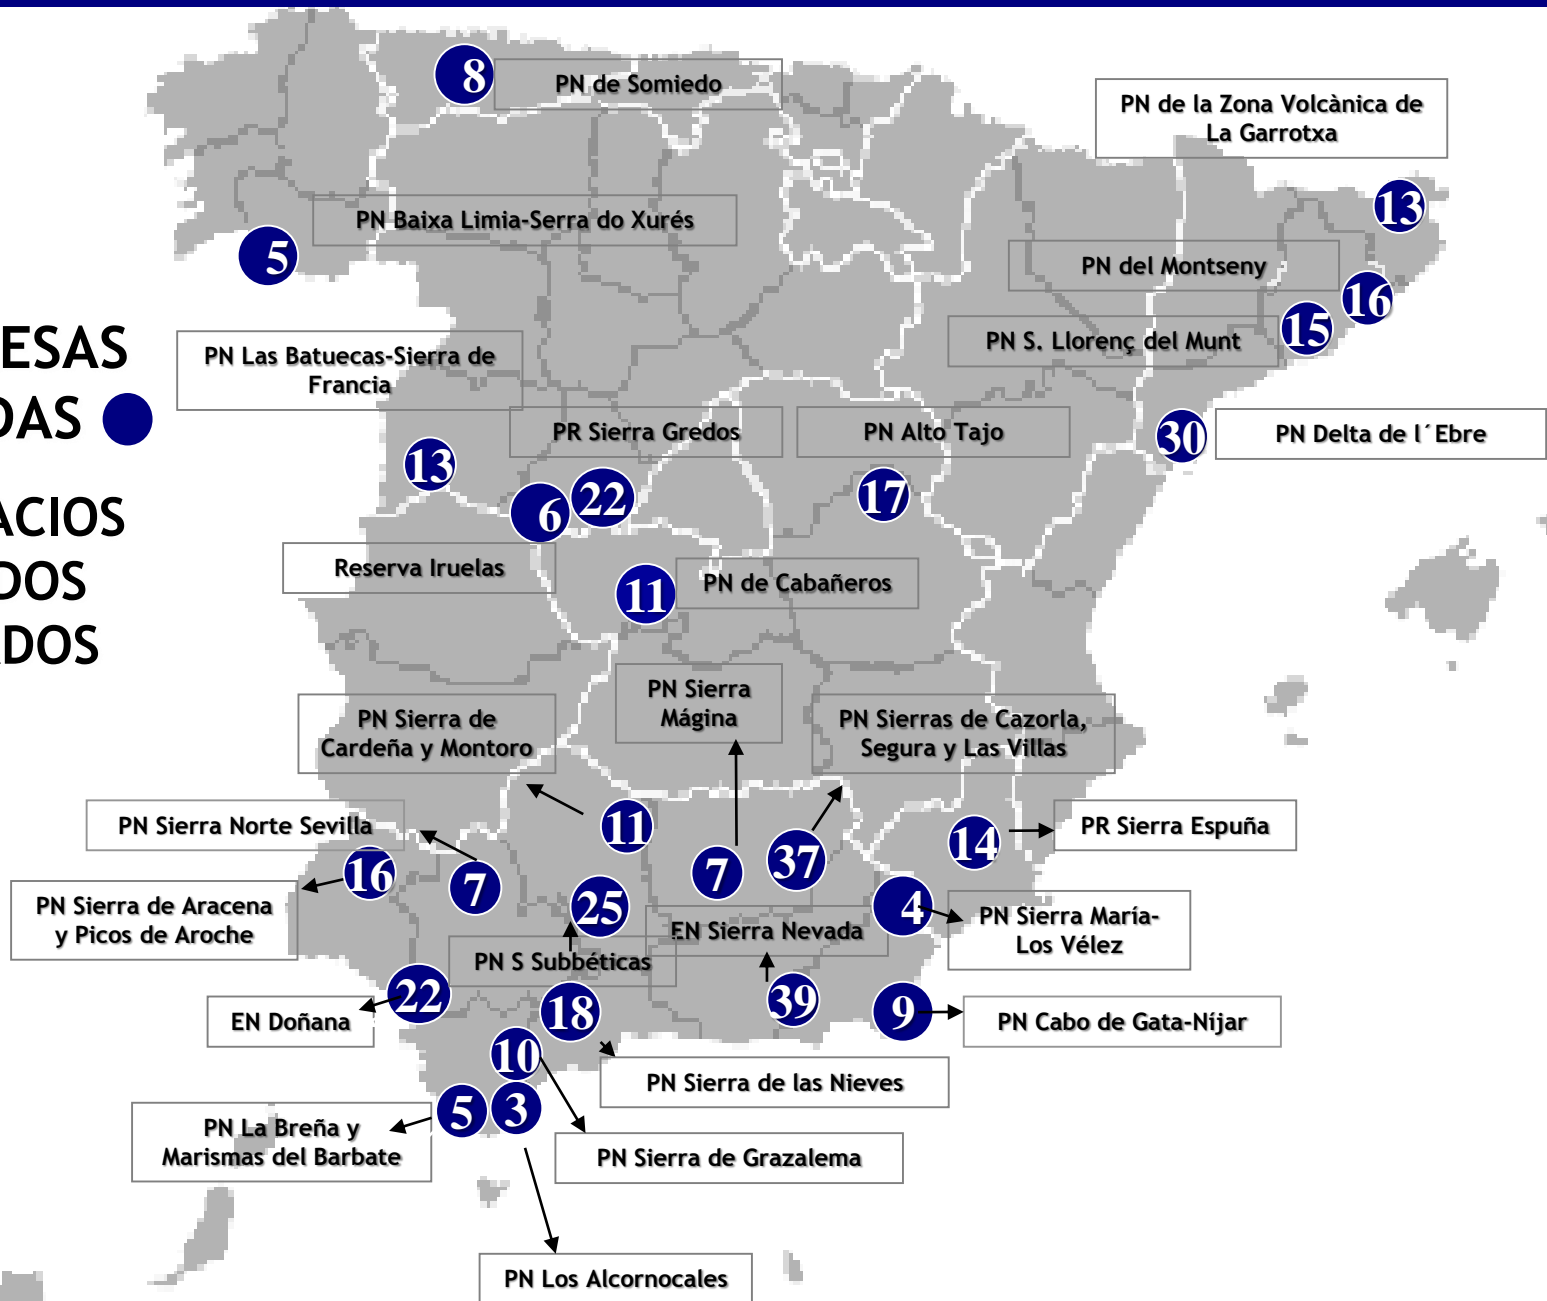 8
PN de Somiedo
PN de la Zona Volcànica de
La Garrotxa
13
PN Baixa Limia-Serra do Xurés
5
PN del Montseny
16
PN S. Llorenç del Munt
15
ESAS
DAS
PN Las Batuecas-Sierra de
Francia
13
PR Sierra Gredos
22
6
PN Alto Tajo
17
30
PN Delta de l´Ebre
ACIOS
DOS
ADOS
Reserva Iruelas
11
PN de Cabañeros
PN Sierra
Mágina
PN Sierra de
Cardeña y Montoro
PN Sierras de Cazorla,
Segura y Las Villas
PN Sierra Norte Sevilla
11
7
37
14
PR Sierra Espuña
16
7
25
4
PN Sierra de Aracena
y Picos de Aroche
EN Sierra Nevada
PN Sierra María-
Los Vélez
PN S Subbéticas
22
EN Doñana
18
39
9
PN Cabo de Gata-Níjar
10
PN Sierra de las Nieves
5
3
PN La Breña y
Marismas del Barbate
PN Sierra de Grazalema
PN Los Alcornocales